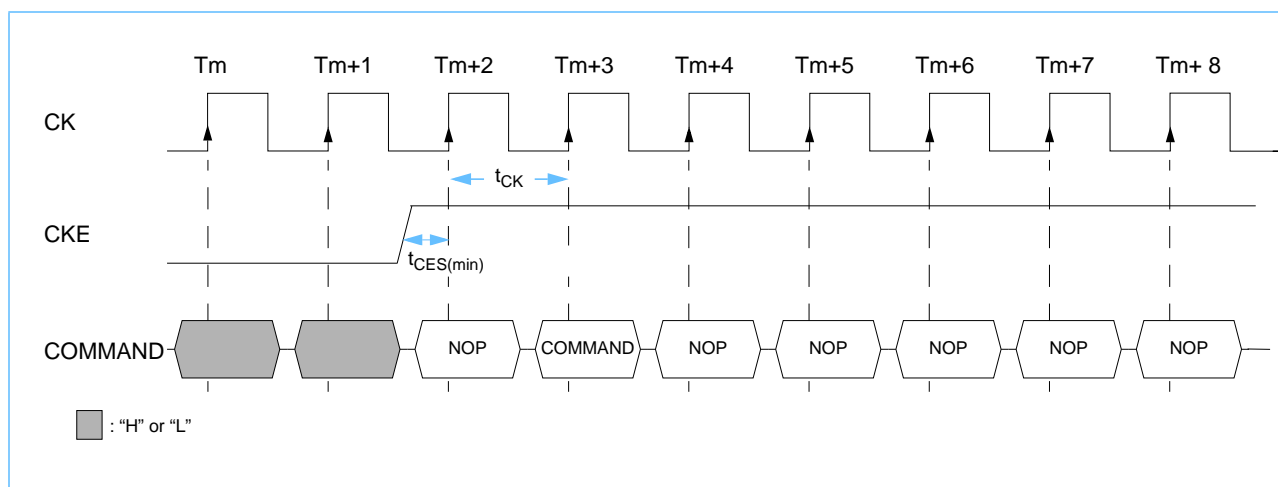 Tm Tm+1 Tm+2 Tm+3 Tm+4 Tm+5 Tm+6 Tm+7 Tm+ 8
CK
tCK
CKE
tCES(min)
COMMAND NOP COMMAND NOP NOP NOP NOP NOP
: “H” or “L”